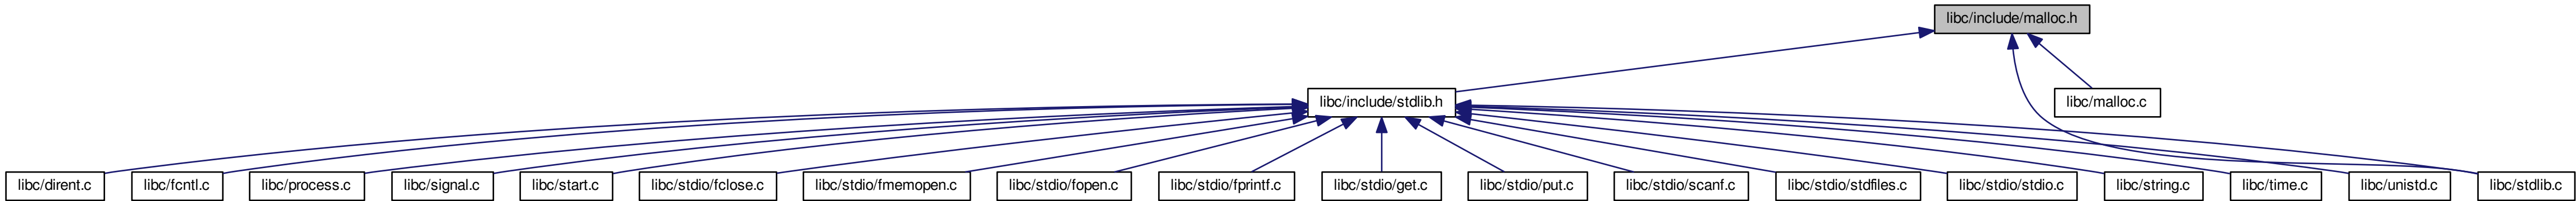 libc/include/malloc.h
libc/include/stdlib.h
libc/malloc.c
libc/dirent.c
libc/fcntl.c
libc/process.c
libc/signal.c
libc/start.c
libc/stdio/fclose.c
libc/stdio/fmemopen.c
libc/stdio/fopen.c
libc/stdio/fprintf.c
libc/stdio/get.c
libc/stdio/put.c
libc/stdio/scanf.c
libc/stdio/stdfiles.c
libc/stdio/stdio.c
libc/string.c
libc/time.c
libc/unistd.c
libc/stdlib.c